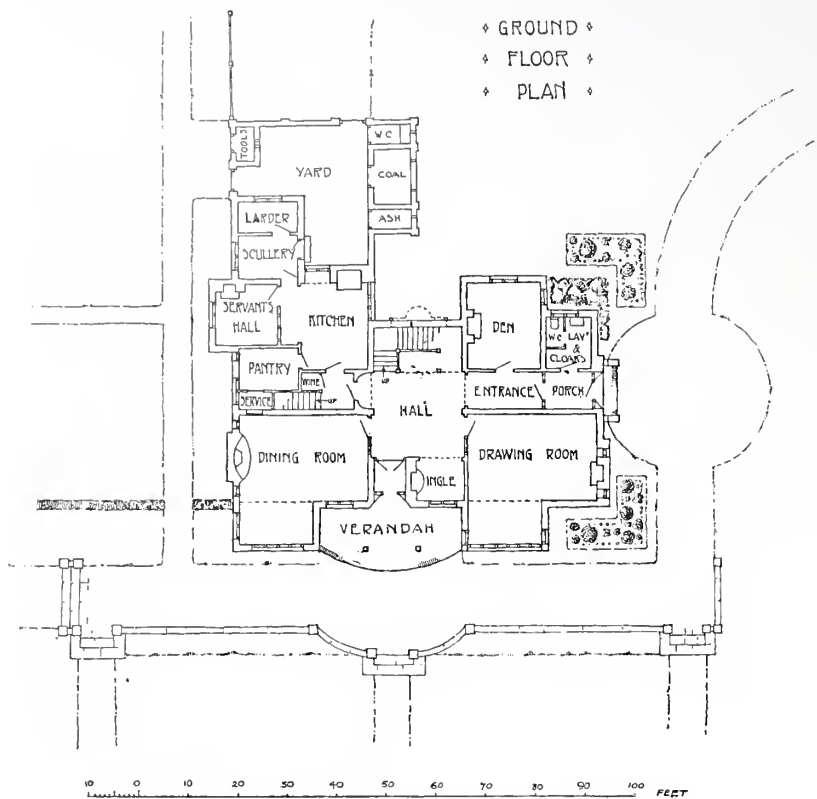 GROUND
FLOOR
PLAN
TOOLS
YARD
W C
COAL
ASH
LARDER
SCULLERY
SERVANTS
HALL
KITCHEN
DEN
W C LAV'
&
CLOAKS
PANTRY
WINE
SERVICE
UP
UP
ENTRANCE
PORCH
HALL
DINING ROOM
DRAWING ROOM
INGLE
VERANDAH
10 0 10 20 30 40 50 60 70 80 90 100 FEET